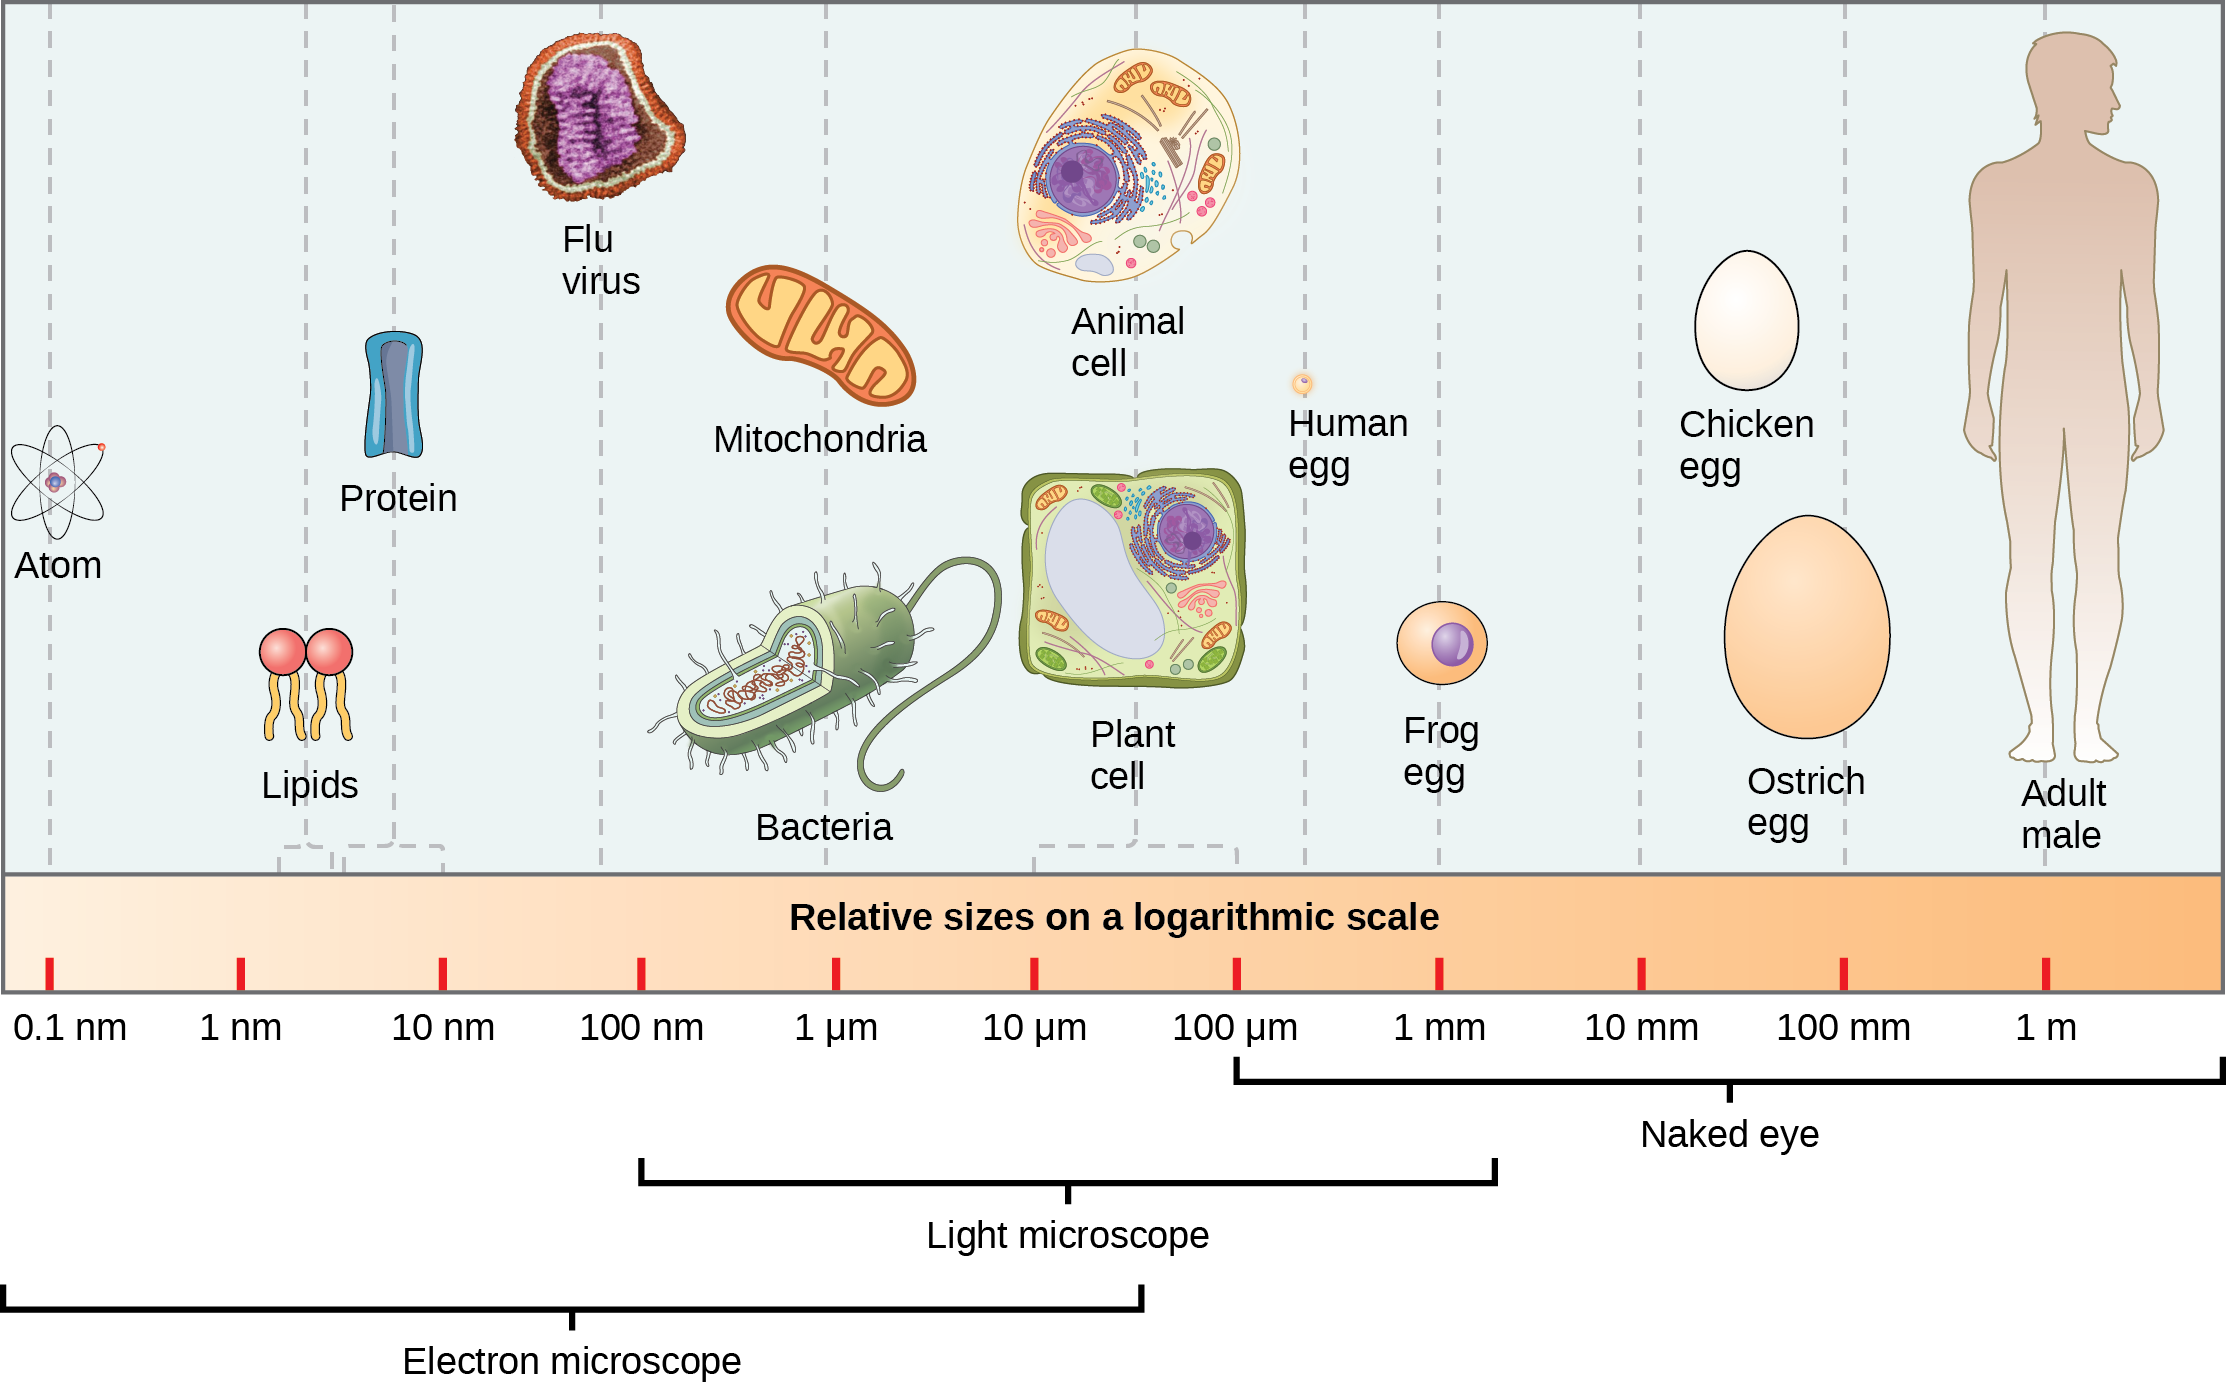 Flu
virus
Animal
cell
Mitochondria
Human
egg
Chicken
egg
Protein
Atom
Lipids
Bacteria
Plant
cell
Frog
egg
Ostrich
egg
Adult
male
Relative sizes on a logarithmic scale
0.1 nm 1 nm 10 nm 100 nm 1 µm 10 µm 100 µm 1 mm 10 mm 100 mm 1 m
Naked eye
Light microscope
Electron microscope